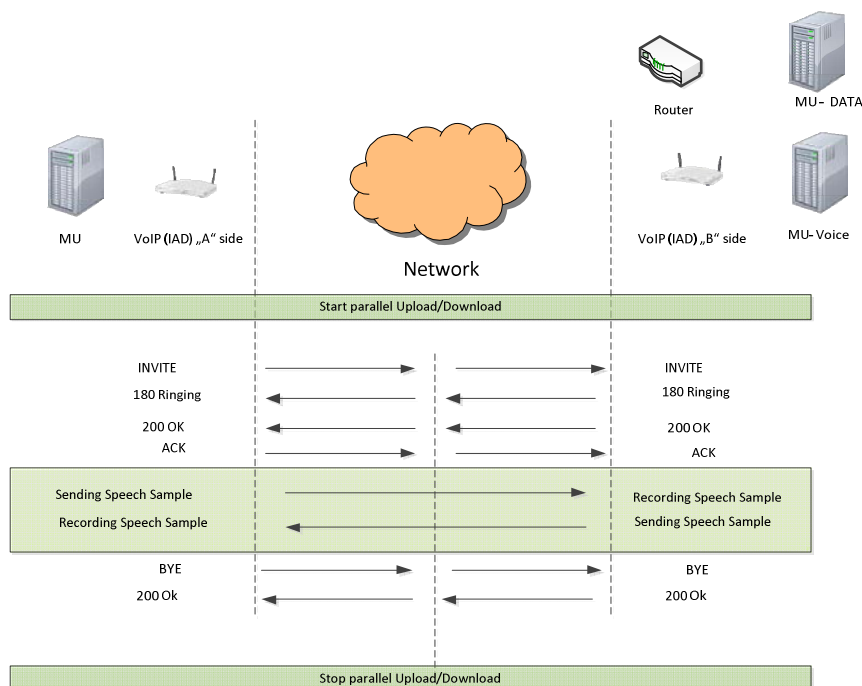 Router
MU- DATA
MU
VoIP (IAD) „A“ side
Network
VoIP (IAD) „B“ side
MU-Voice
Start parallel Upload/Download
INVITE
INVITE
180 Ringing
180 Ringing
200 OK
200 OK
ACK
ACK
Sending Speech Sample
Recording Speech Sample
Recording Speech Sample
Sending Speech Sample
BYE
BYE
200 Ok
200 Ok
Stop parallel Upload/Download